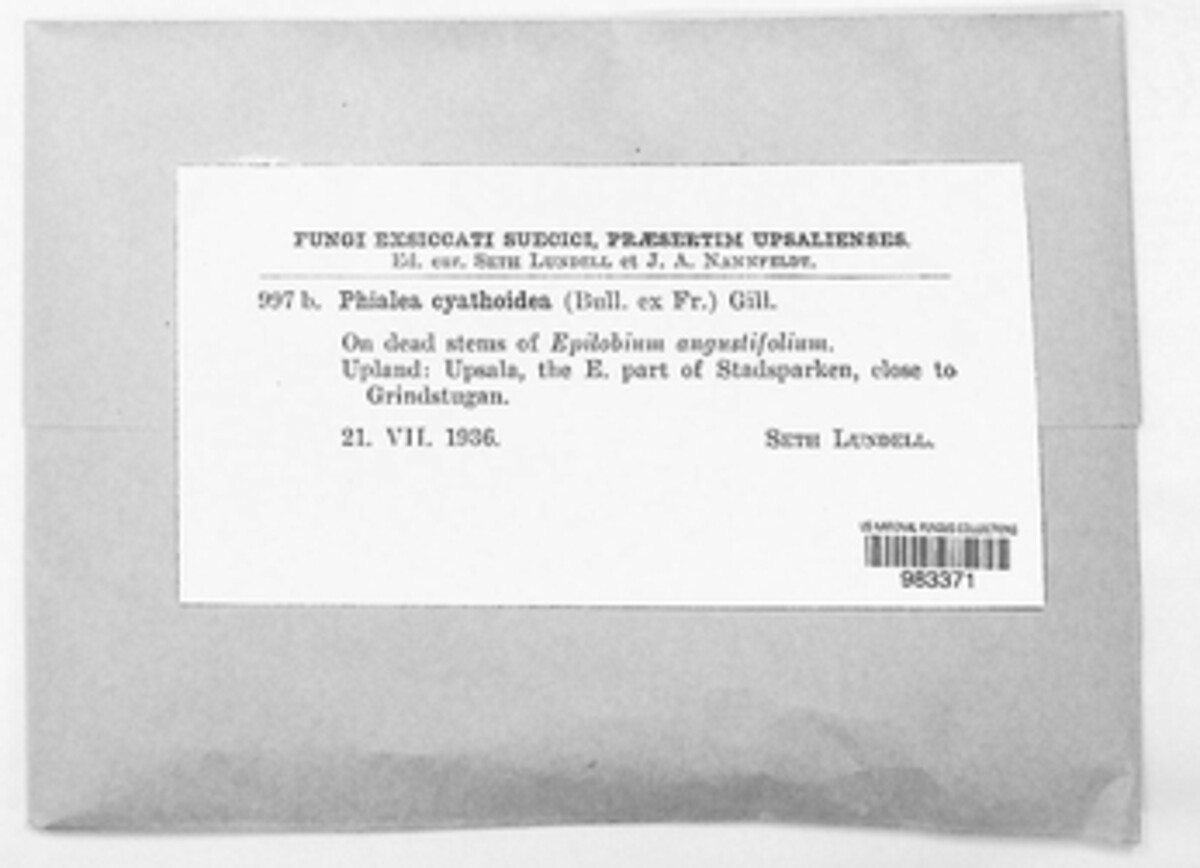 FUNGI EXSICCATI SUECICI, PRÆSERTIM UPSALIENSES.
Ed. cur. SETH LUNDELL et J. A. NANNFELDT.
997 b. Phialea cyathoidea (Bull. ex Fr.) Gill.
On dead stems of Epilobium angustifolium.
Upland: Upsala, the E. part of Stadsparken, close to
Grindstugan.
21. VII. 1936. SETH LUNDELL.
US NATIONAL FUNGUS COLLECTIONS
983371